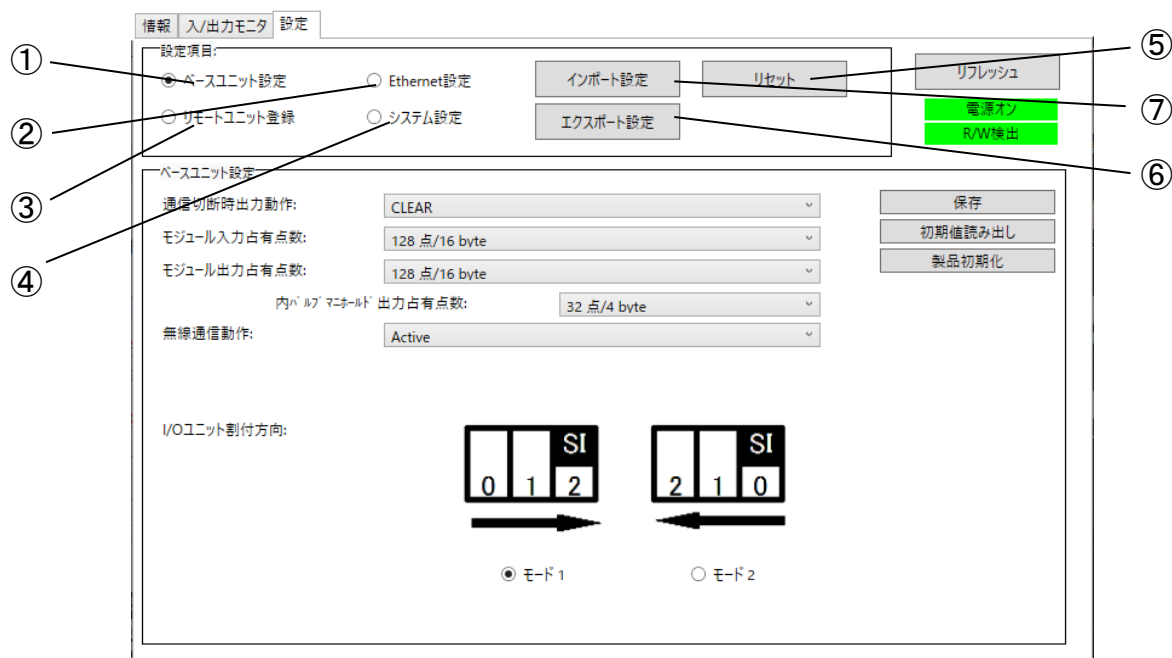 情報 入/出力モニタ 設定
設定項目:
① ⑤
ベースユニット設定 Ethernet設定 インポート設定 リセット リフレッシュ
⑦
電源オン
② リモートユニット登録 システム設定 エクスポート設定
R/W検出
⑥
ベースユニット設定
③
通信切断時出力動作: CLEAR 保存
モジュール入力占有点数: 128 点/16 byte 初期値読み出し
モジュール出力占有点数: 128 点/16 byte 製品初期化
④
内バルブマニホールド出力占有点数: 32 点/4 byte
無線通信動作: Active
I/Oユニット割付方向:
SI SI
0 1 2 2 1 0
モード 1 モード 2